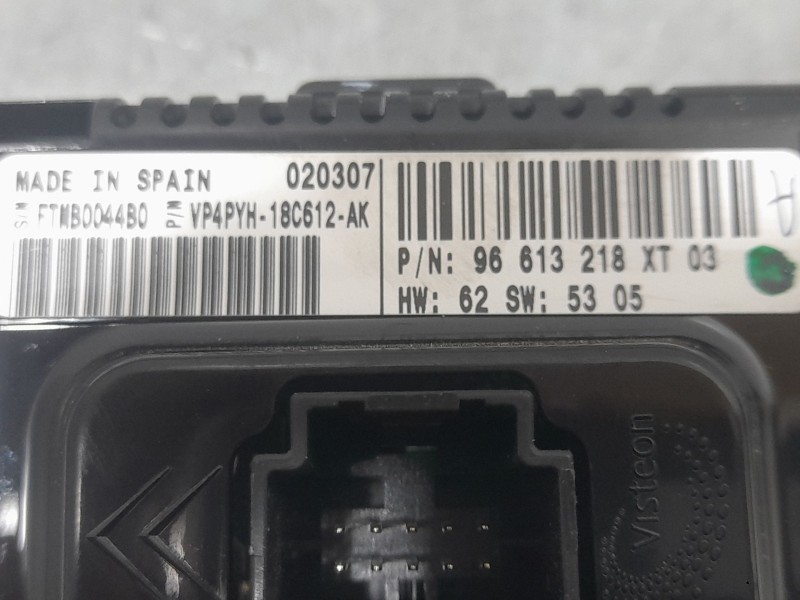 MADE IN SPAIN 020307
S/N FTMB0044B0 P/N VP4PYH-18C612-AK
P/N: 96 613 218 XT 03
HW: 62 SW: 53 05
A
Visteon